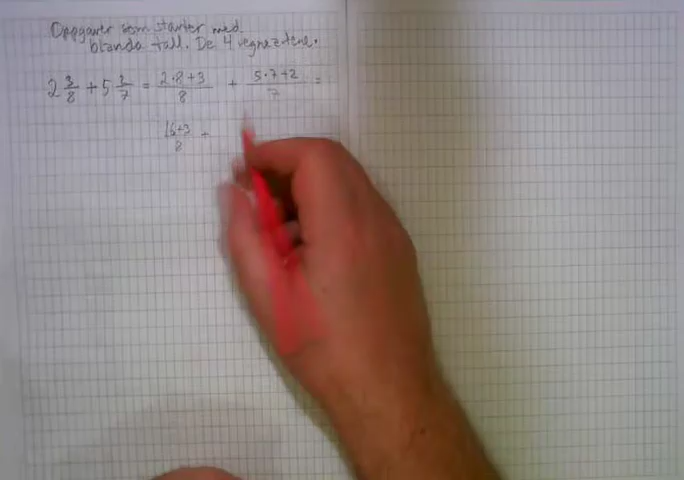 Oppgaver som starter med
blanda tall. De 4 regneartene.
2 3/8 + 5 2/7 = (2·8+3)/8 + (5·7+2)/7 =
(16+3)/8 +